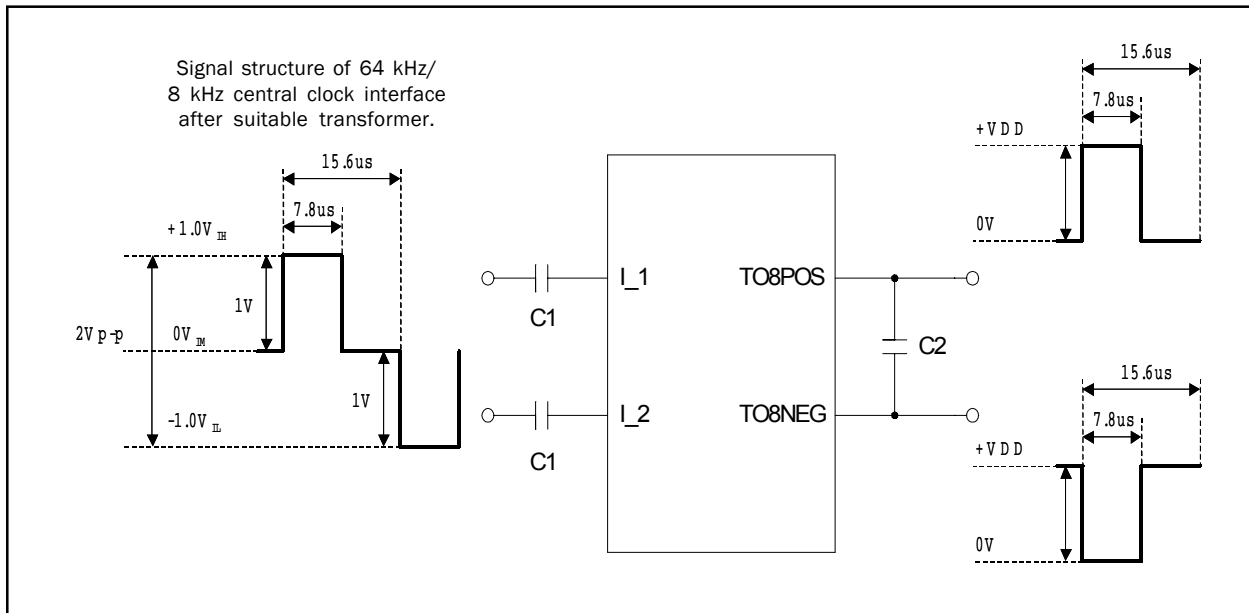 Signal structure of 64 kHz/
8 kHz central clock interface
after suitable transformer.
15.6us
7.8us
+1.0V IH
1V
2Vp-p
0V IM
1V
-1.0V IL
C1
I_1
C1
I_2
TO8POS
C2
TO8NEG
15.6us
7.8us
+VDD
0V
15.6us
7.8us
+VDD
0V